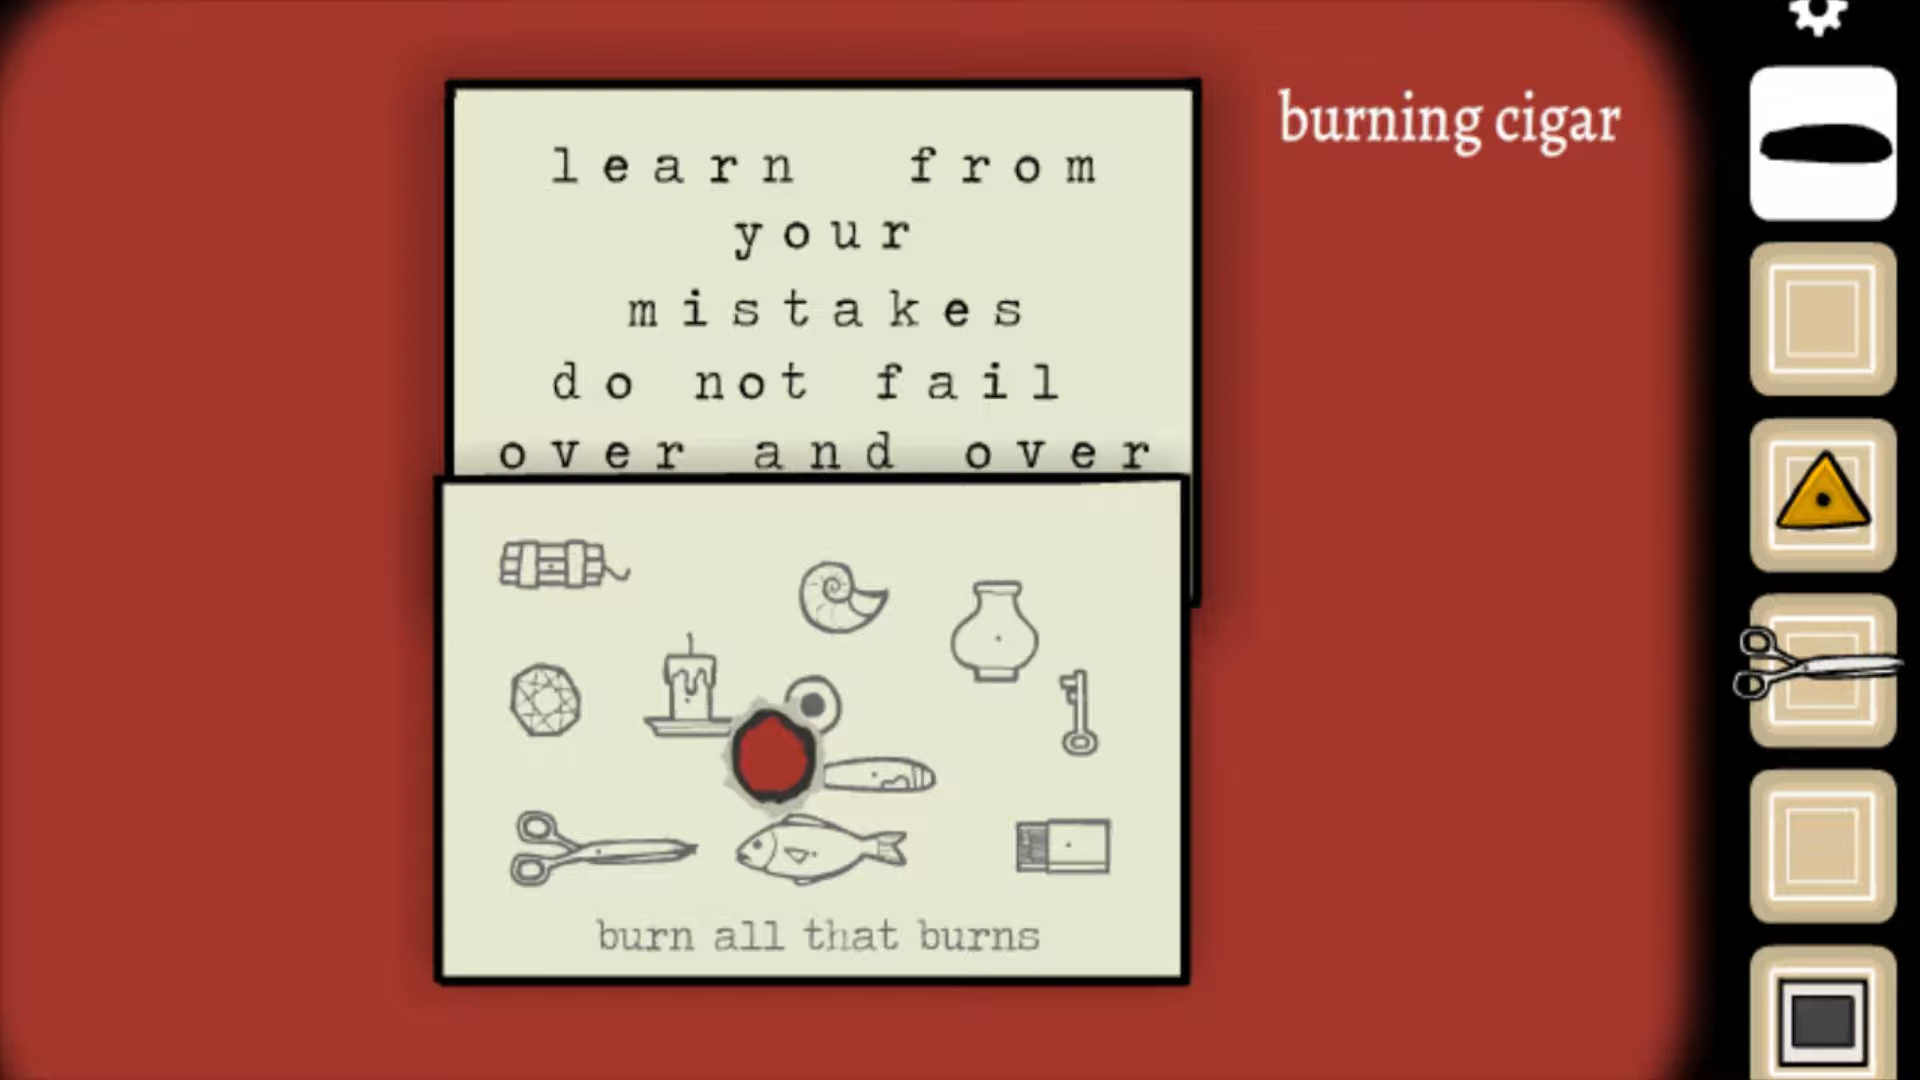 learn from
your
mistakes
do not fail
over and over
burning cigar
burn all that burns